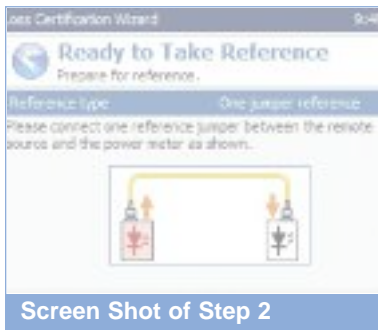 Loss Certification Wizard 9:4
Ready to Take Reference
Prepare for reference.
Reference type One jumper reference
Please connect one reference jumper between the remote
source and the power meter as shown.
Screen Shot of Step 2